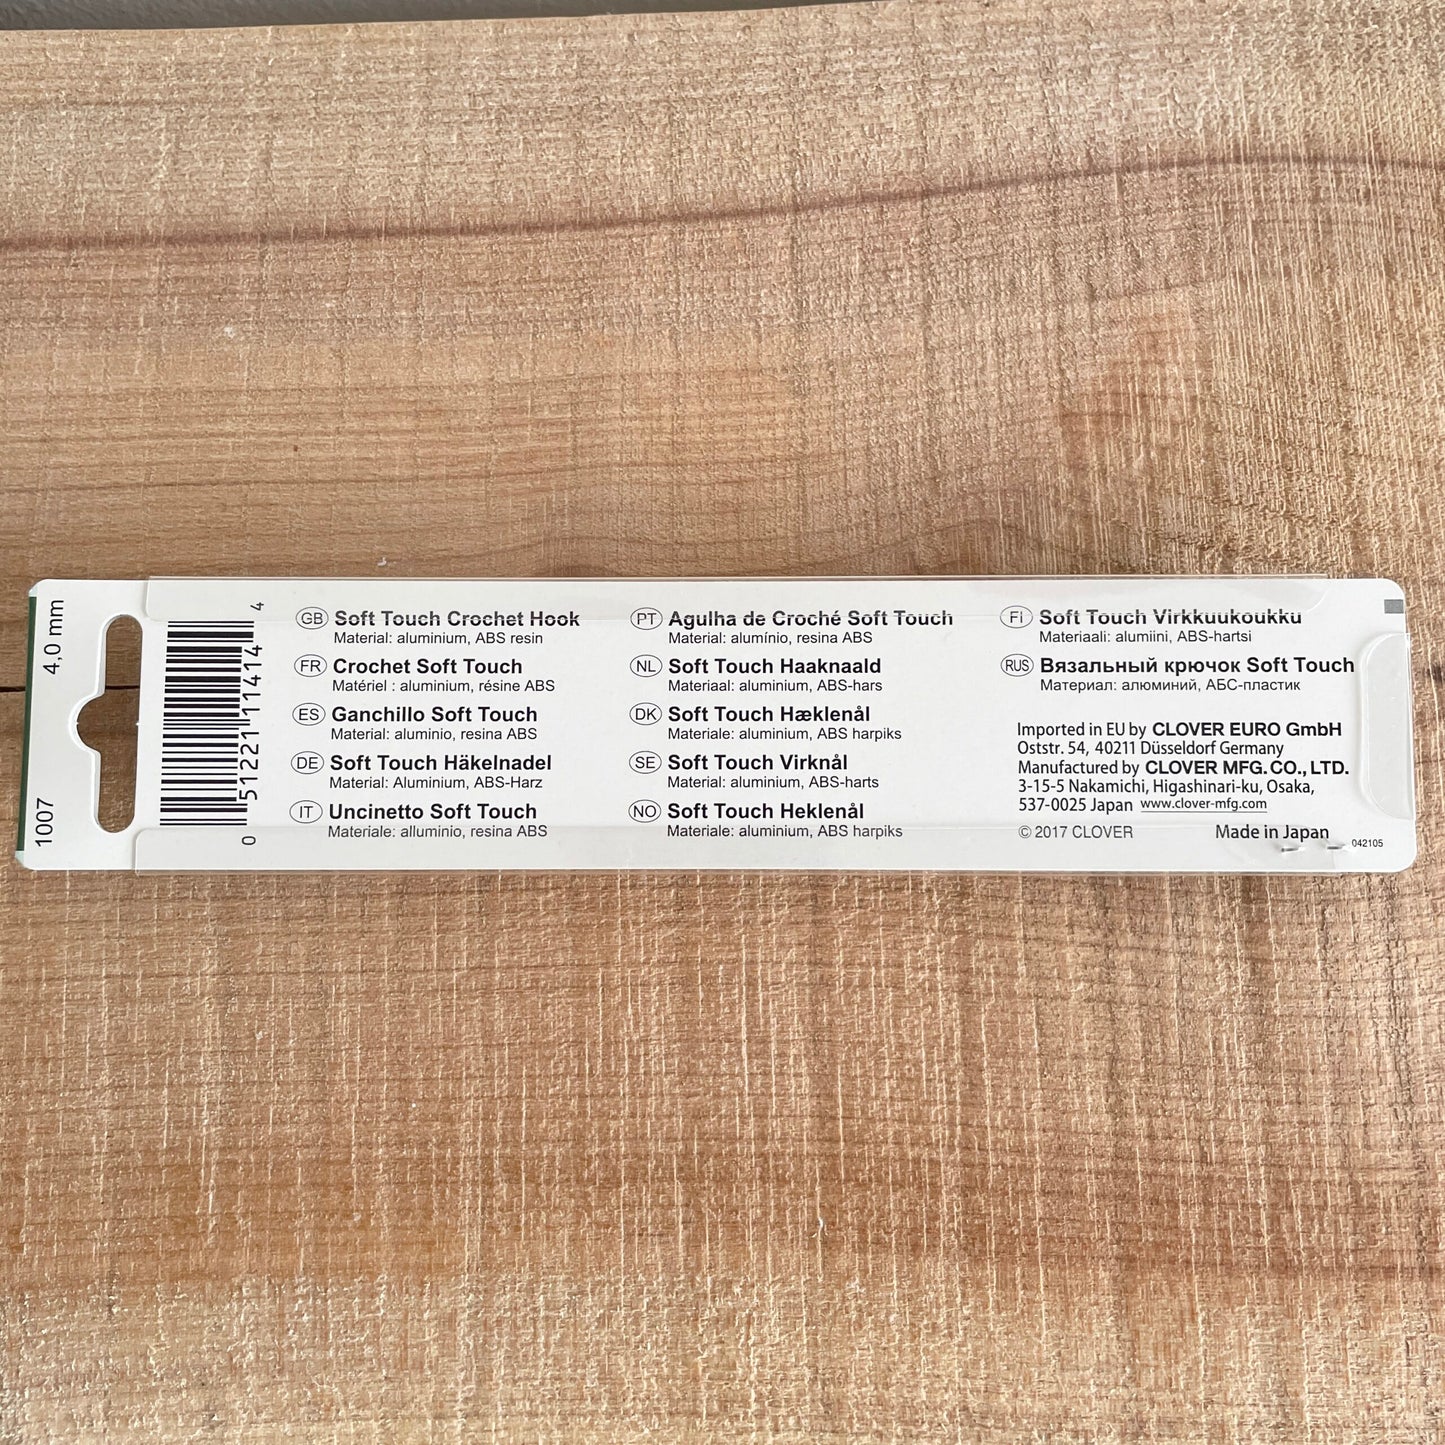 4,0 mm
1007
0 51221 11414 4
GB Soft Touch Crochet Hook
Material: aluminium, ABS resin
FR Crochet Soft Touch
Matériel : aluminium, résine ABS
ES Ganchillo Soft Touch
Material: aluminio, resina ABS
DE Soft Touch Häkelnadel
Material: Aluminium, ABS-Harz
IT Uncinetto Soft Touch
Materiale: alluminio, resina ABS
PT Agulha de Croché Soft Touch
Material: alumínio, resina ABS
NL Soft Touch Haaknaald
Materiaal: aluminium, ABS-hars
DK Soft Touch Hæklenål
Materiale: aluminium, ABS harpiks
SE Soft Touch Virknål
Material: aluminium, ABS-harts
NO Soft Touch Heklenål
Materiale: aluminium, ABS harpiks
FI Soft Touch Virkkuukoukku
Materiaali: alumiini, ABS-hartsi
RUS Вязальный крючок Soft Touch
Материал: алюминий, АБС-пластик
Imported in EU by CLOVER EURO GmbH
Oststr. 54, 40211 Düsseldorf Germany
Manufactured by CLOVER MFG. CO., LTD.
3-15-5 Nakamichi, Higashinari-ku, Osaka,
537-0025 Japan www.clover-mfg.com
© 2017 CLOVER Made in Japan
042105